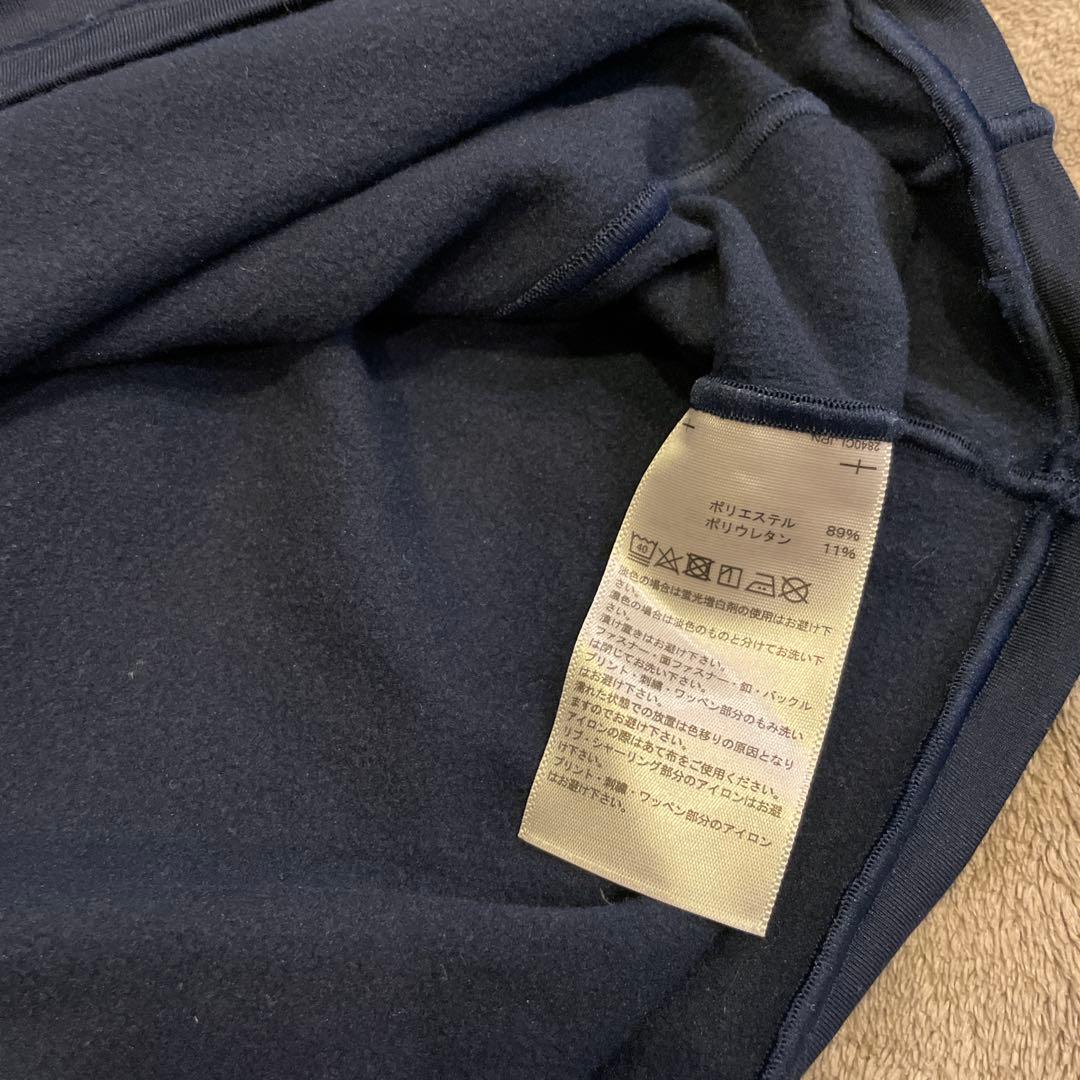 2840CL JPN
ポリエステル 89%
ポリウレタン 11%
40
淡色の場合は蛍光増白剤の使用はお避け下
さい。
濃色の場合は淡色のものと分けてお洗い下
さい。
漬け置きはお避け下さい。
ファスナー・面ファスナー・釦・バックル
は閉じてお洗い下さい。
プリント・刺繍・ワッペン部分のもみ洗い
はお避け下さい。
濡れた状態での放置は色移りの原因となり
ますのでお避け下さい。
アイロンの際はあて布をご使用ください。
リブ・シャーリング部分のアイロンはお避
け下さい。
プリント・刺繍・ワッペン部分のアイロン
はお避け下さい。